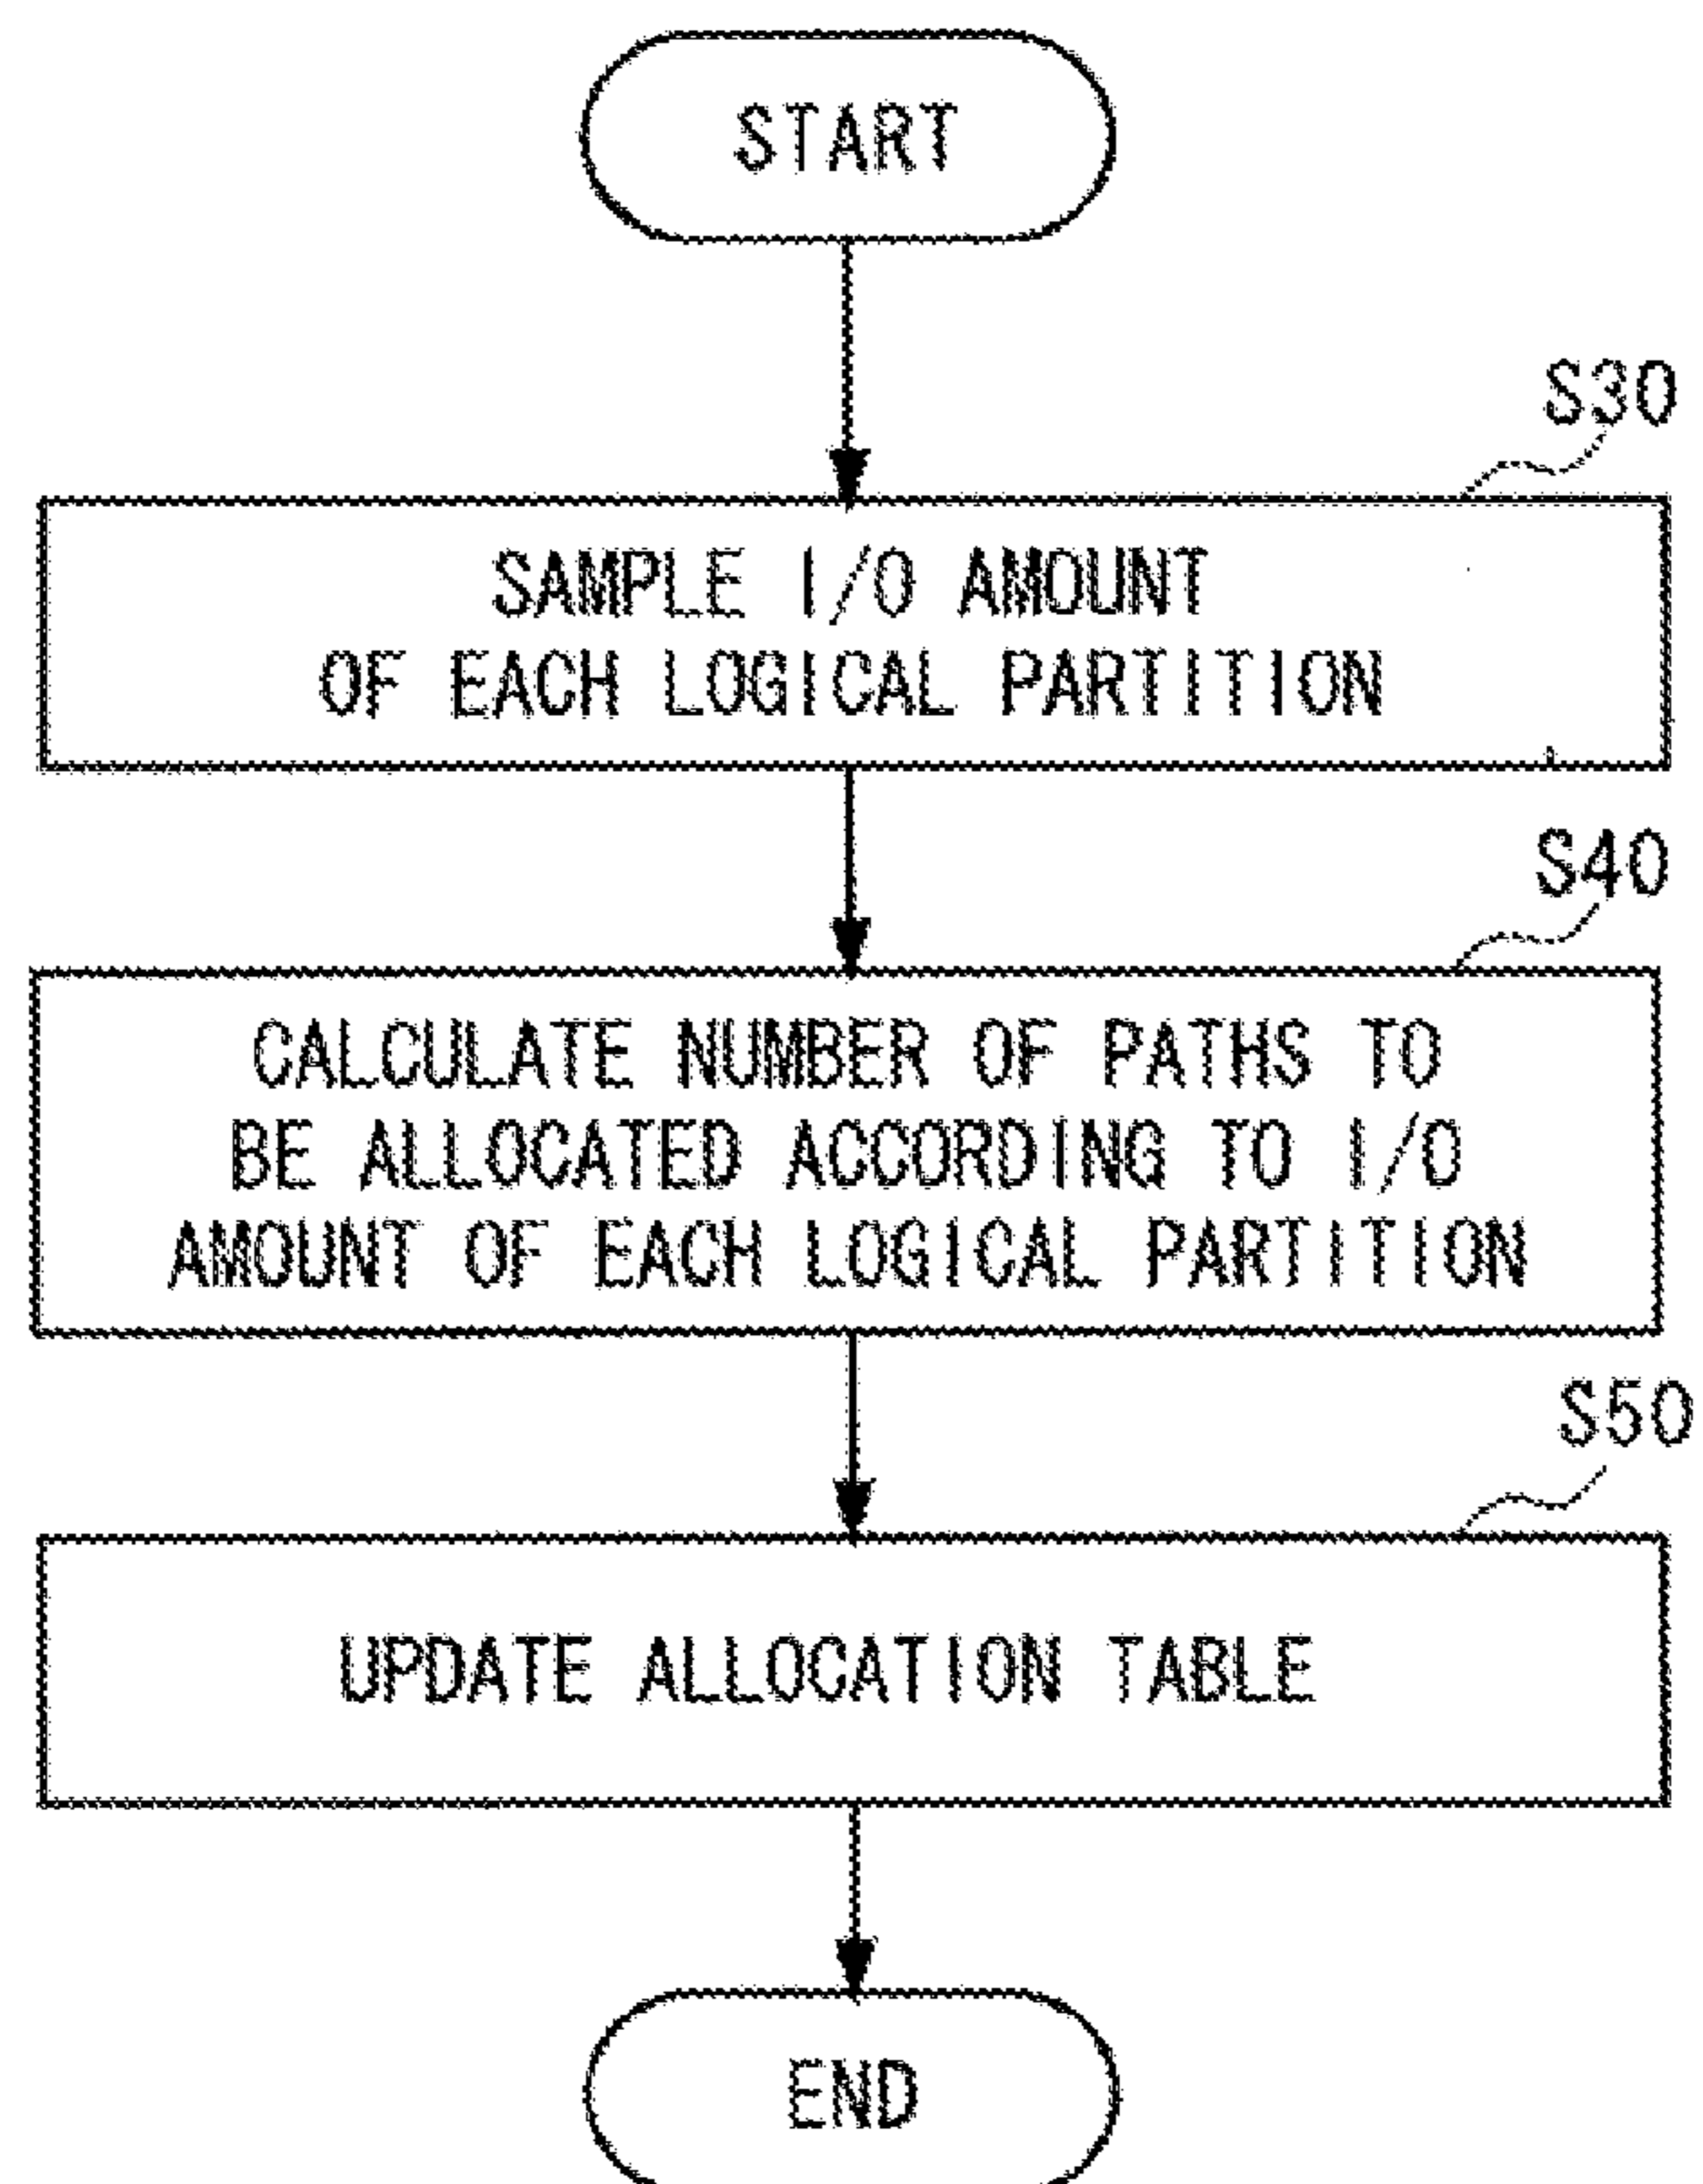 START
S30
SAMPLE I/O AMOUNT
OF EACH LOGICAL PARTITION
S40
CALCULATE NUMBER OF PATHS TO
BE ALLOCATED ACCORDING TO I/O
AMOUNT OF EACH LOGICAL PARTITION
S50
UPDATE ALLOCATION TABLE
END